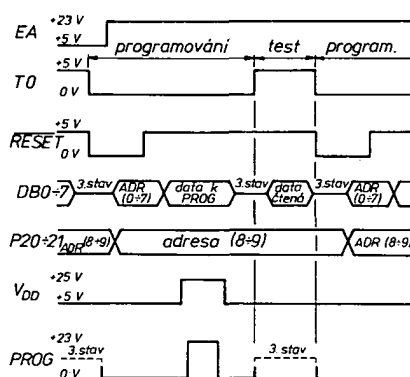 EA +23 V
+5 V
programování test program.
T0 +5 V
0 V
RESET +5 V
0 V
DB0÷7 3.stav ADR (0÷7) data k PROG 3.stav data čtená 3.stav ADR (0÷7)
P20÷21 ADR (8÷9) adresa (8÷9) ADR (8÷9)
VDD +25 V
+5 V
PROG +23 V
3.stav 3.stav
0 V